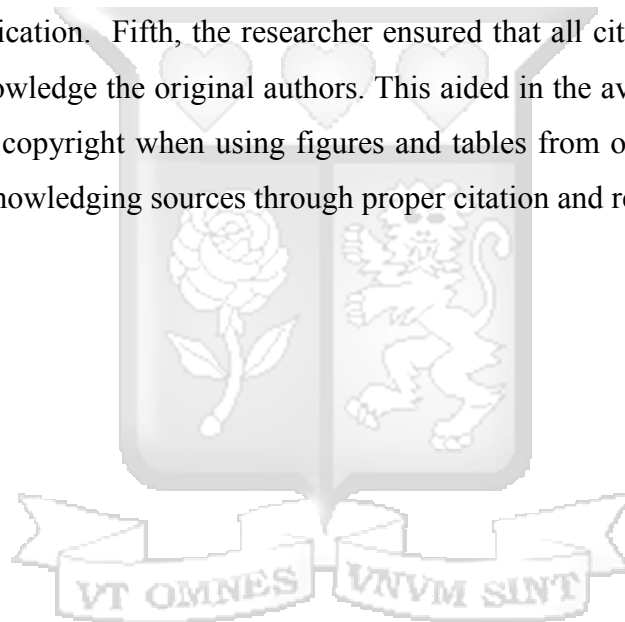 ication. Fifth, the researcher ensured that all cit
owledge the original authors. This aided in the av
copyright when using figures and tables from o
nowledging sources through proper citation and re
VT OMNES VNVM SINT